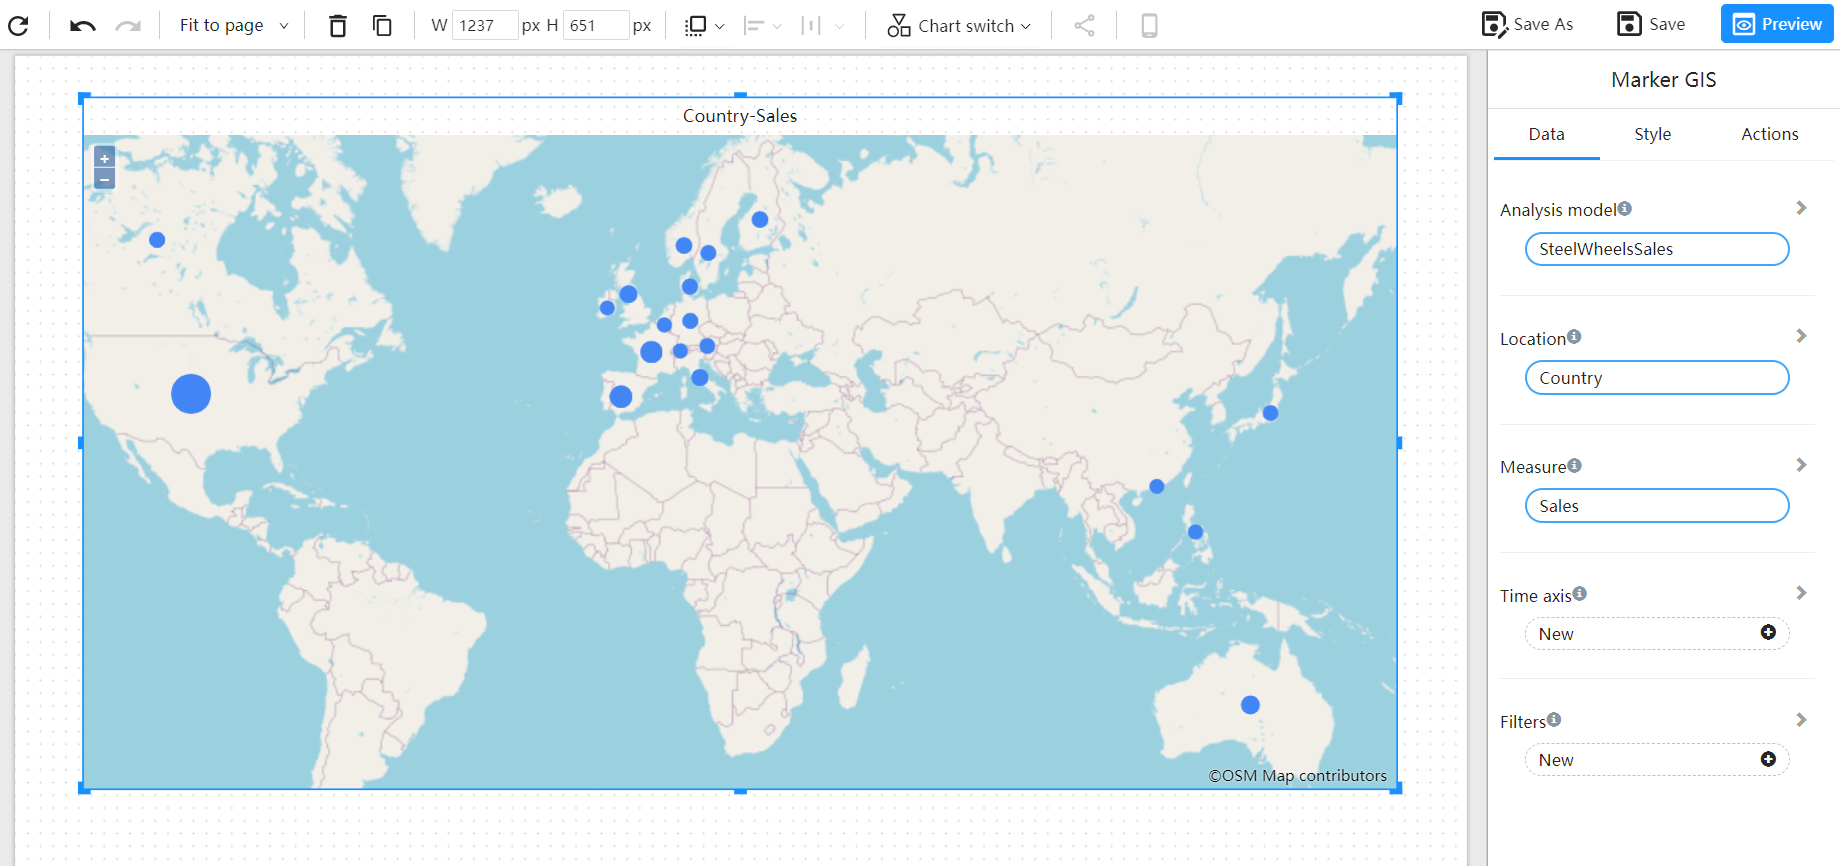 Fit to page
W 1237 px H 651 px
Chart switch
Save As
Save
Preview
Country-Sales
+
−
©OSM Map contributors
Marker GIS
Data Style Actions
Analysis model
SteelWheelsSales
Location
Country
Measure
Sales
Time axis
New
Filters
New